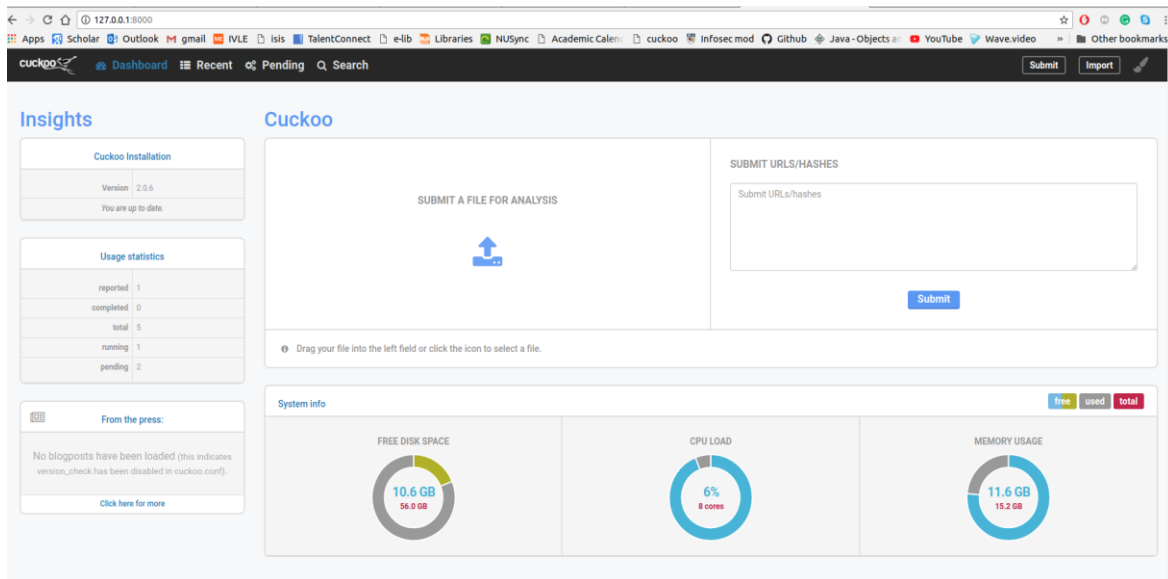 127.0.0.1:8000
Apps Scholar Outlook gmail IVLE isis TalentConnect e-lib Libraries NUSync Academic Calen cuckoo Infosec mod Github Java - Objects ar YouTube Wave.video » Other bookmarks
cuckoo Dashboard Recent Pending Search Submit Import
Insights
Cuckoo Installation
Version 2.0.6
You are up to date.
Usage statistics
reported 1
completed 0
total 5
running 1
pending 2
From the press:
No blogposts have been loaded (this indicates
version_check has been disabled in cuckoo.conf).
Click here for more
Cuckoo
SUBMIT A FILE FOR ANALYSIS
SUBMIT URLS/HASHES
Submit URLs/hashes
Submit
Drag your file into the left field or click the icon to select a file.
System info
free used total
FREE DISK SPACE
10.6 GB
56.0 GB
CPU LOAD
6%
8 cores
MEMORY USAGE
11.6 GB
15.2 GB